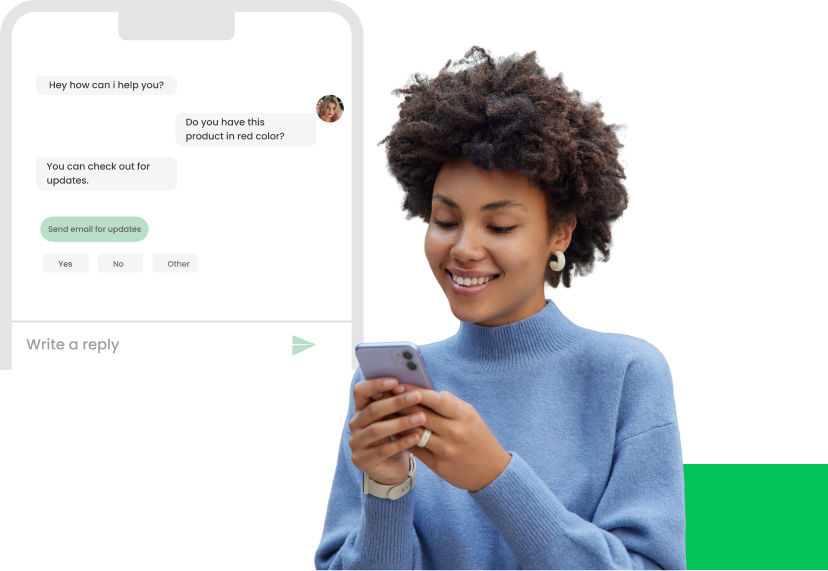 Hey how can i help you?
Do you have this
product in red color?
You can check out for
updates.
Send email for updates
Yes
No
Other
Write a reply